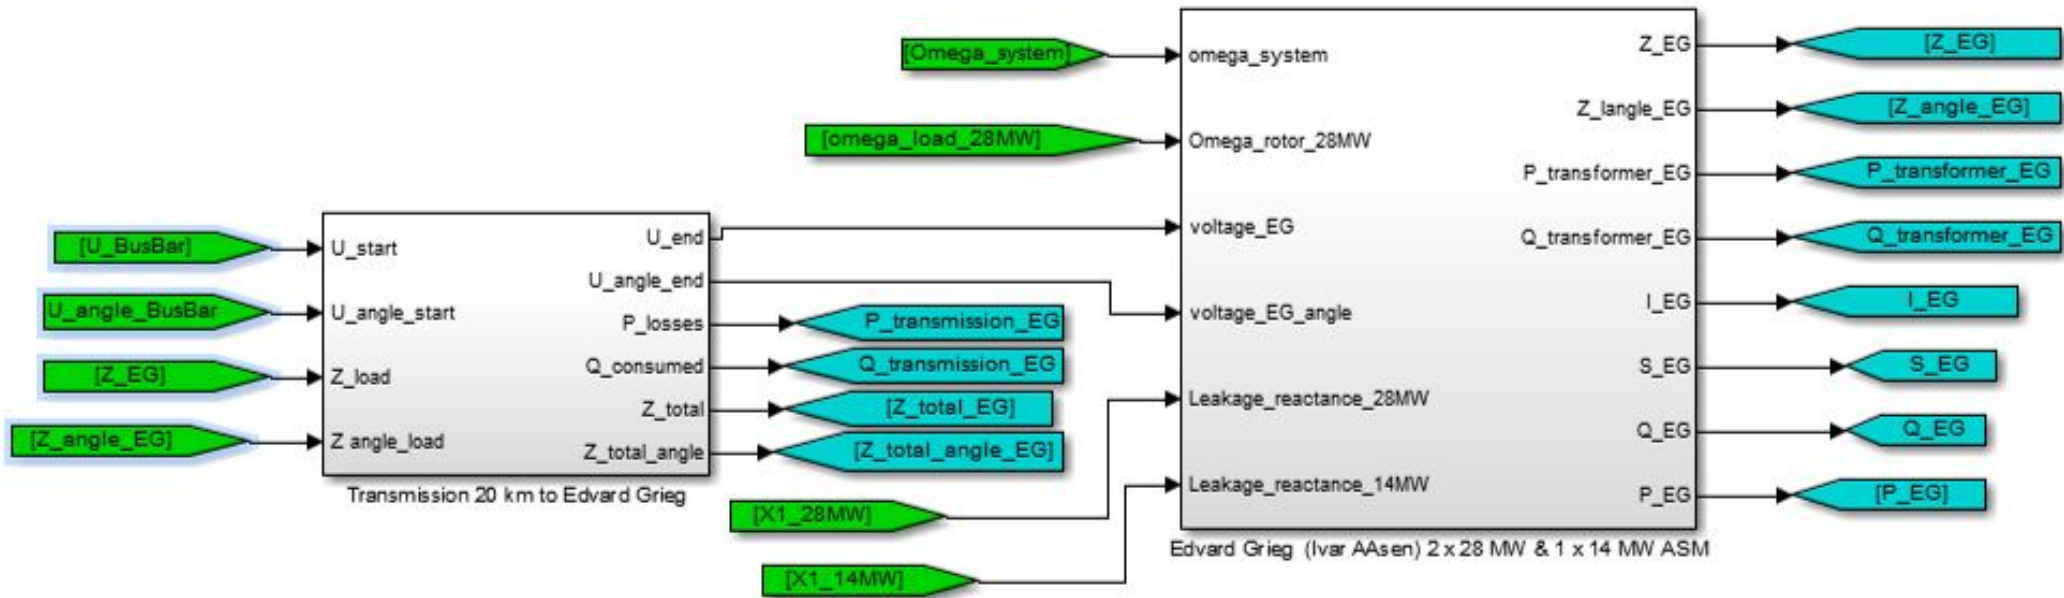 [Omega_system]
[omega_load_28MW]
[U_BusBar]
U_angle_BusBar
[Z_EG]
[Z_angle_EG]
U_start
U_angle_start
Z_load
Z angle_load
U_end
U_angle_end
P_losses
Q_consumed
Z_total
Z_total_angle
Transmission 20 km to Edvard Grieg
P_transmission_EG
Q_transmission_EG
[Z_total_EG]
[Z_total_angle_EG]
[X1_28MW]
[X1_14MW]
omega_system
Omega_rotor_28MW
voltage_EG
voltage_EG_angle
Leakage_reactance_28MW
Leakage_reactance_14MW
Z_EG
Z_langle_EG
P_transformer_EG
Q_transformer_EG
I_EG
S_EG
Q_EG
P_EG
Edvard Grieg (Ivar AAsen) 2 x 28 MW & 1 x 14 MW ASM
[Z_EG]
[Z_angle_EG]
P_transformer_EG
Q_transformer_EG
I_EG
S_EG
Q_EG
[P_EG]